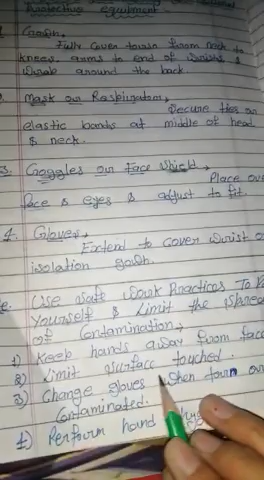 Protective equipment
Gown,
Fully cover torso from neck to
knees, arms to end of wrists &
wrap around the back.
Mask or Respirator,
Secure ties or
elastic bands at middle of head
& neck.
3. Goggles or Face Shield,
Place over
Face & eyes & adjust to fit.
4. Gloves,
Extend to cover wrist of
isolation gown.
Use Safe Work Practices To
Yourself & Limit the Spread
of Contamination,
1) Keep hands away from face
2) Limit surface touched.
3) Change gloves when torn or
Contaminated.
4) Perform hand hyg